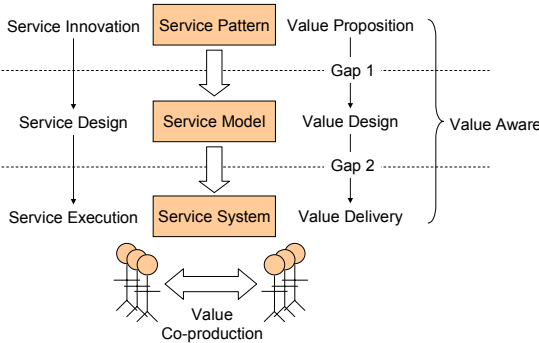 Service Innovation
Service Pattern
Value Proposition
Gap 1
Service Design
Service Model
Value Design
Value Aware
Gap 2
Service Execution
Service System
Value Delivery
Value
Co-production